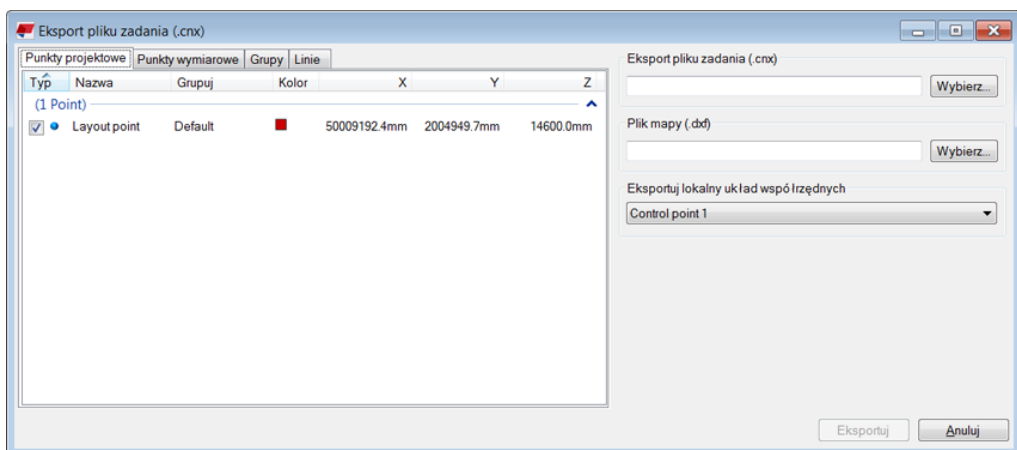 Eksport pliku zadania (.cnx)
Punkty projektowe Punkty wymiarowe Grupy Linie
Typ Nazwa Grupuj Kolor X Y Z
(1 Point)
Layout point Default 50009192.4mm 2004949.7mm 14600.0mm
Eksport pliku zadania (.cnx)
Wybierz...
Plik mapy (.dxf)
Wybierz...
Eksportuj lokalny układ współrzędnych
Control point 1
Eksportuj Anuluj